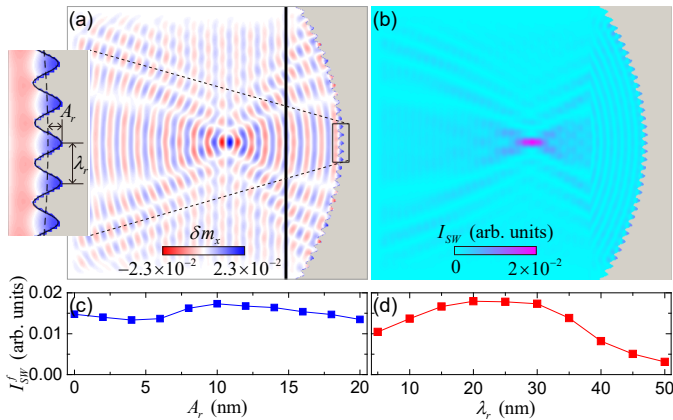 (a)
(b)
A_r
λ_r
δm_x
−2.3×10⁻² 2.3×10⁻²
I_SW (arb. units)
0 2×10⁻²
(c)
(d)
0.02
0.01
0.00
I^f_SW (arb. units)
0 5 10 15 20
A_r (nm)
10 20 30 40 50
λ_r (nm)